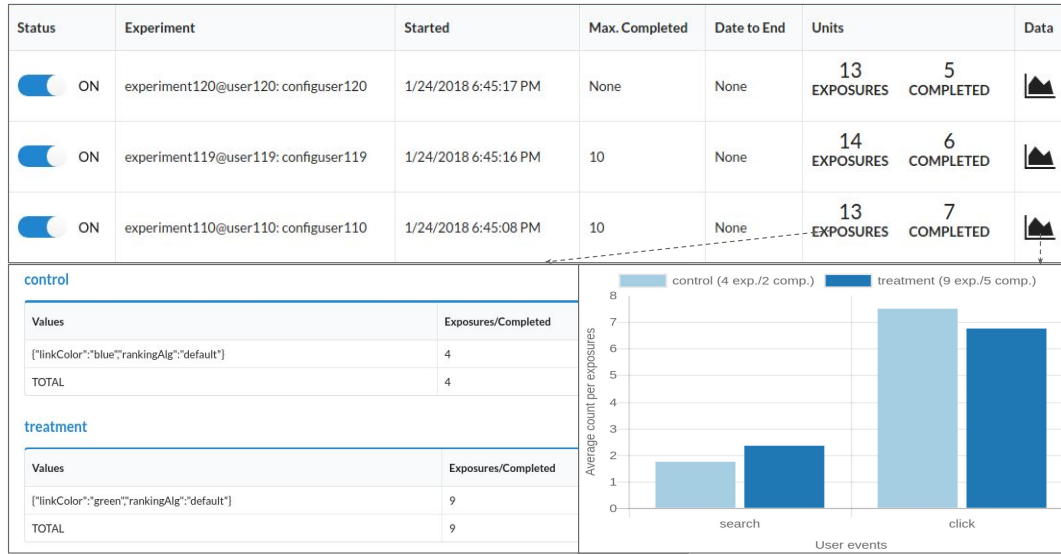 Status Experiment Started Max. Completed Date to End Units Data
ON experiment120@user120: configuser120 1/24/2018 6:45:17 PM None None 13 EXPOSURES 5 COMPLETED
ON experiment119@user119: configuser119 1/24/2018 6:45:16 PM 10 None 14 EXPOSURES 6 COMPLETED
ON experiment110@user110: configuser110 1/24/2018 6:45:08 PM 10 None 13 EXPOSURES 7 COMPLETED
control
Values Exposures/Completed
{"linkColor":"blue","rankingAlg":"default"} 4
TOTAL 4
treatment
Values Exposures/Completed
{"linkColor":"green","rankingAlg":"default"} 9
TOTAL 9
control (4 exp./2 comp.) treatment (9 exp./5 comp.)
Average count per exposures
8
7
6
5
4
3
2
1
0
search click
User events